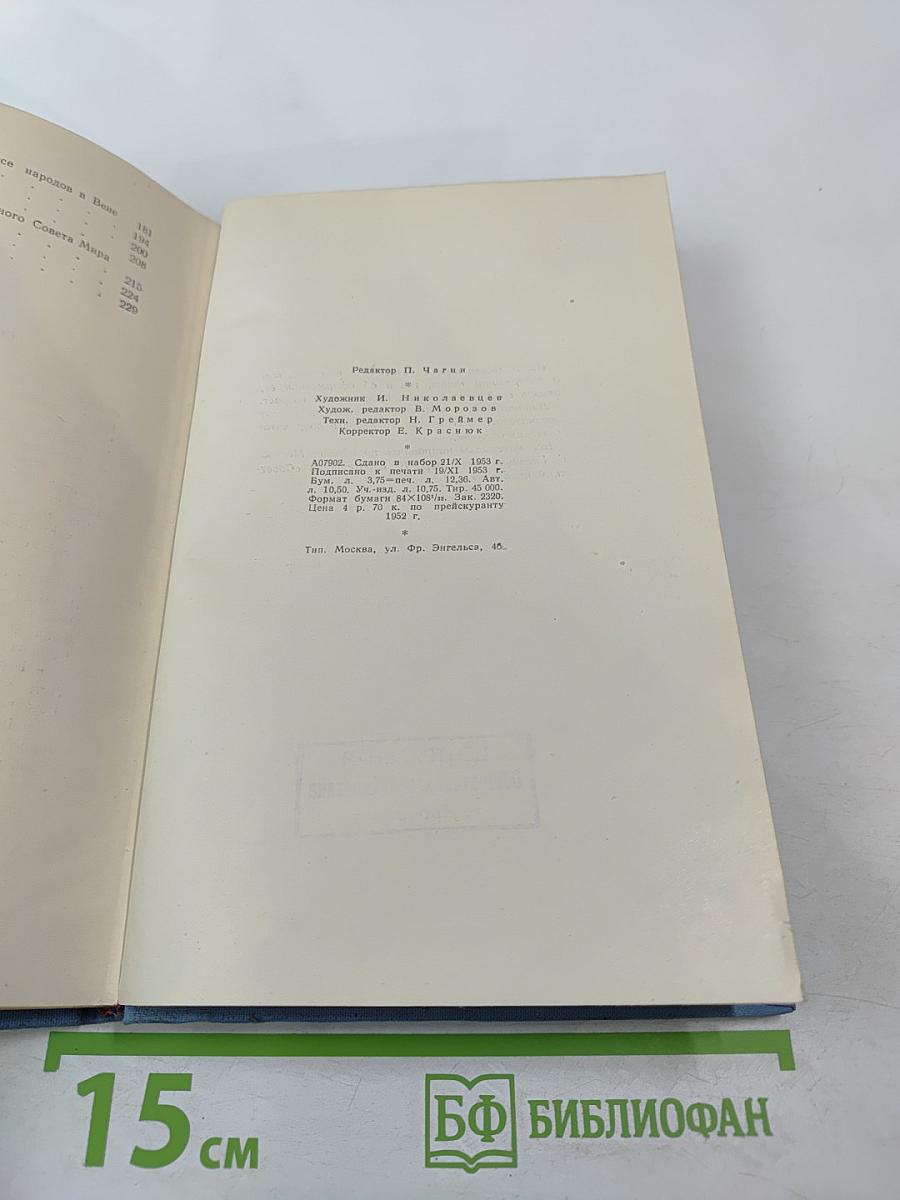 се народов в Вене
181
194
200
ного Совета Мира 208
215
224
229
Редактор П. Чагин
*
Художник И. Николаевцев
Худож. редактор В. Морозов
Техн. редактор Н. Греймер
Корректор Е. Краснюк
*
А07902. Сдано в набор 21/X 1953 г.
Подписано к печати 19/XI 1953 г.
Бум. л. 3,75=печ. л. 12,36. Авт.
л. 10,50. Уч.-изд. л. 10,75. Тир. 45 000.
Формат бумаги 84×108¹/₃₂. Зак. 2320.
Цена 4 р. 70 к. по прейскуранту
1952 г.
*
Тип. Москва, ул. Фр. Энгельса, 46.
15 см
БФ БИБЛИОФАН